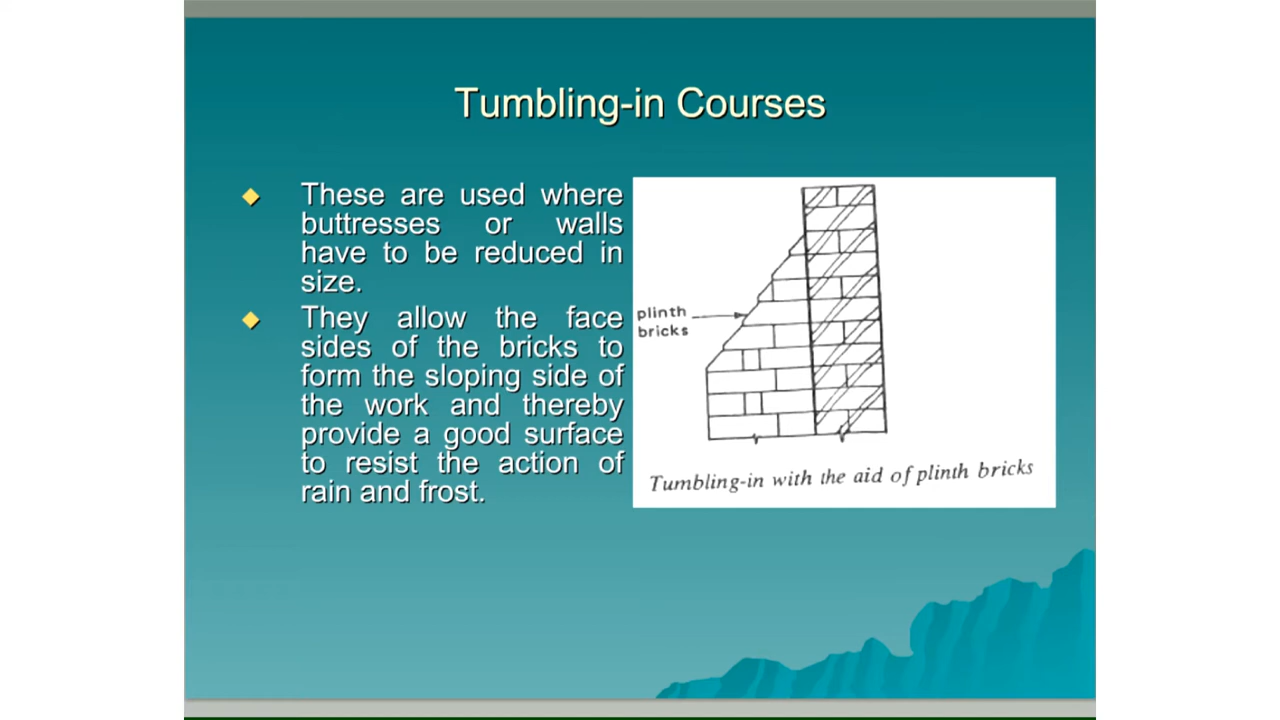 Tumbling-in Courses
These are used where
buttresses or walls
have to be reduced in
size.
They allow the face
sides of the bricks to
form the sloping side of
the work and thereby
provide a good surface
to resist the action of
rain and frost.
plinth
bricks
Tumbling-in with the aid of plinth bricks